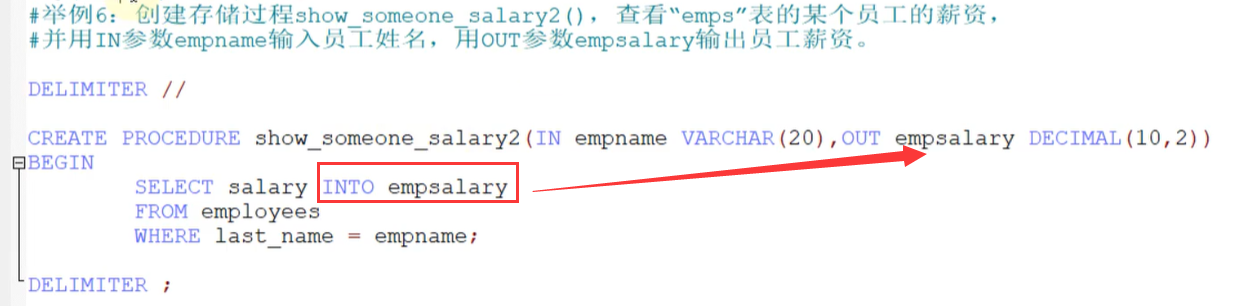 #举例6：创建存储过程show_someone_salary2()，查看“emps”表的某个员工的薪资，
#并用IN参数empname输入员工姓名，用OUT参数empsalary输出员工薪资。
DELIMITER //
CREATE PROCEDURE show_someone_salary2(IN empname VARCHAR(20),OUT empsalary DECIMAL(10,2))
BEGIN
SELECT salary INTO empsalary
FROM employees
WHERE last_name = empname;
DELIMITER ;